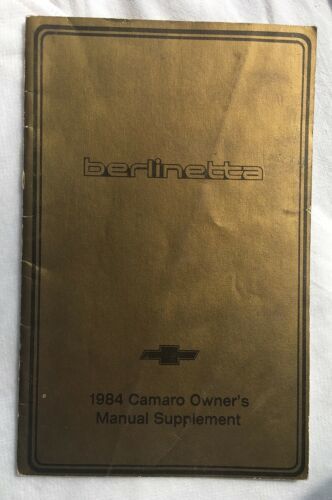 berlinetta
1984 Camaro Owner's
Manual Supplement